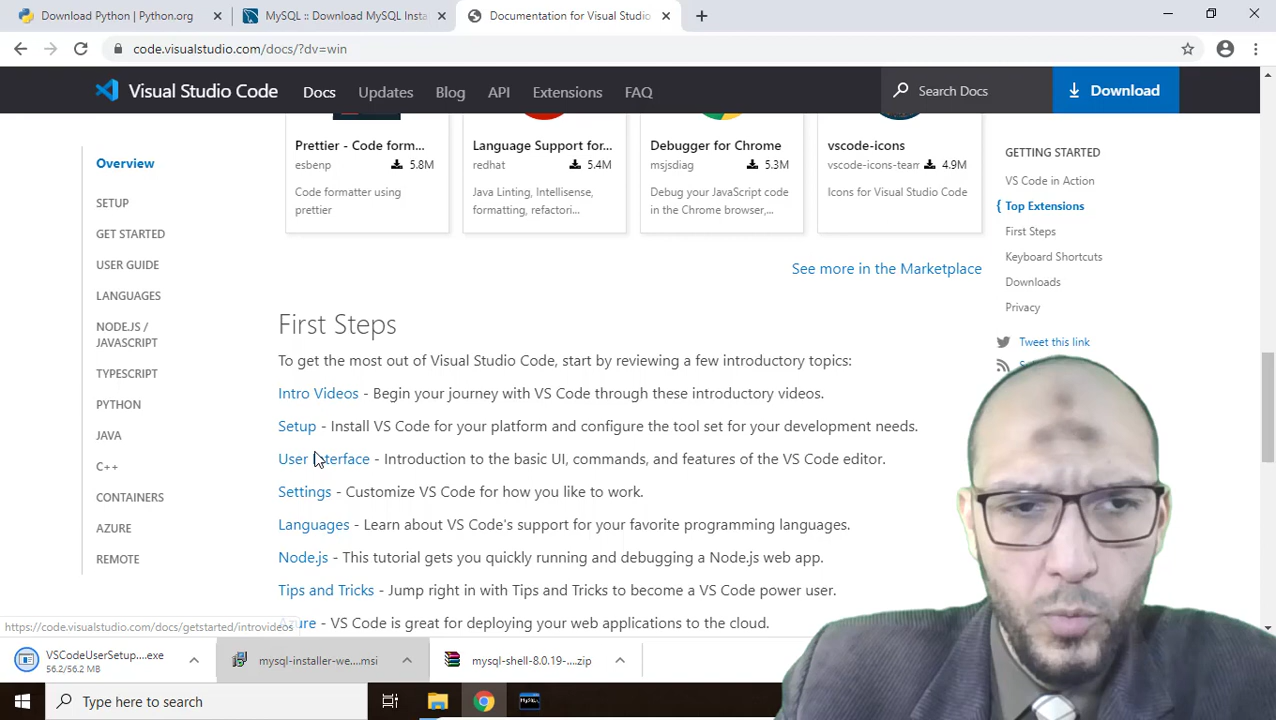 Download Python | Python.org
MySQL :: Download MySQL Insta
Documentation for Visual Studio
code.visualstudio.com/docs/?dv=win
Visual Studio Code
Docs
Updates
Blog
API
Extensions
FAQ
Search Docs
Download
Overview
SETUP
GET STARTED
USER GUIDE
LANGUAGES
NODE.JS /
JAVASCRIPT
TYPESCRIPT
PYTHON
JAVA
C++
CONTAINERS
AZURE
REMOTE
Prettier - Code form...
esbenp 5.8M
Code formatter using
prettier
Language Support for...
redhat 5.4M
Java Linting, Intellisense,
formatting, refactori...
Debugger for Chrome
msjsdiag 5.3M
Debug your JavaScript code
in the Chrome browser,...
vscode-icons
vscode-icons-team 4.9M
Icons for Visual Studio Code
See more in the Marketplace
First Steps
To get the most out of Visual Studio Code, start by reviewing a few introductory topics:
Intro Videos - Begin your journey with VS Code through these introductory videos.
Setup - Install VS Code for your platform and configure the tool set for your development needs.
User Interface - Introduction to the basic UI, commands, and features of the VS Code editor.
Settings - Customize VS Code for how you like to work.
Languages - Learn about VS Code's support for your favorite programming languages.
Node.js - This tutorial gets you quickly running and debugging a Node.js web app.
Tips and Tricks - Jump right in with Tips and Tricks to become a VS Code power user.
Azure - VS Code is great for deploying your web applications to the cloud.
GETTING STARTED
VS Code in Action
Top Extensions
First Steps
Keyboard Shortcuts
Downloads
Privacy
Tweet this link
https://code.visualstudio.com/docs/getstarted/introvideos
VSCodeUserSetup....exe
56.2/56.2 MB
mysql-installer-we....msi
mysql-shell-8.0.19-....zip
Type here to search
MySQL